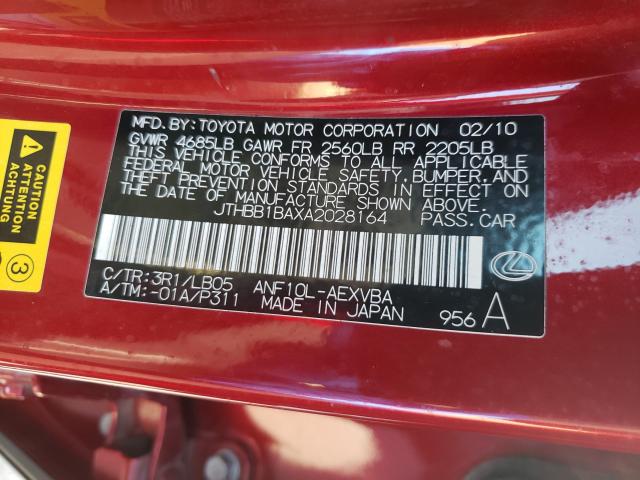 MFD.BY:TOYOTA MOTOR CORPORATION 02/10
GVWR 4685LB GAWR FR 2560LB RR 2205LB
THIS VEHICLE CONFORMS TO ALL APPLICABLE
FEDERAL MOTOR VEHICLE SAFETY,BUMPER,AND
THEFT PREVENTION STANDARDS IN EFFECT ON
THE DATE OF MANUFACTURE SHOWN ABOVE.
JTHBB1BAXA2028164 PASS.CAR
C/TR:3R1/LB05 ANF10L-AEXVBA
A/TM:-01A/P311 MADE IN JAPAN
956 A
CAUTION
ATTENTION
ACHTUNG
3